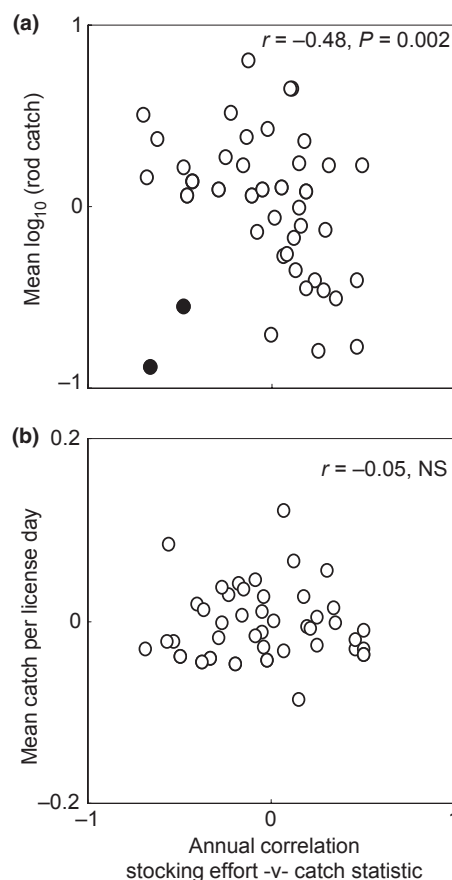 (a)
r = –0.48, P = 0.002
1
0
–1
Mean log10 (rod catch)
(b)
r = –0.05, NS
0.2
0
–0.2
Mean catch per license day
–1
0
1
Annual correlation
stocking effort -v- catch statistic